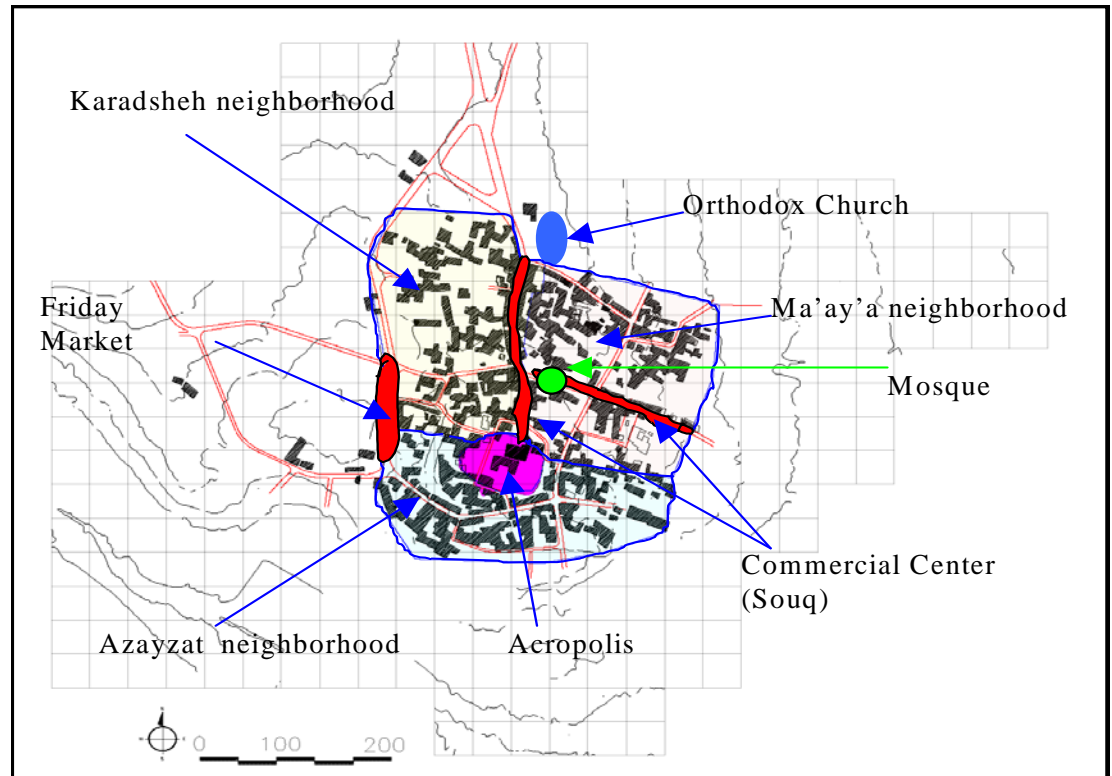 Karadsheh neighborhood
Orthodox Church
Friday
Market
Ma’ay’a neighborhood
Mosque
Commercial Center
(Souq)
Azayzat neighborhood
Acropolis
0 100 200